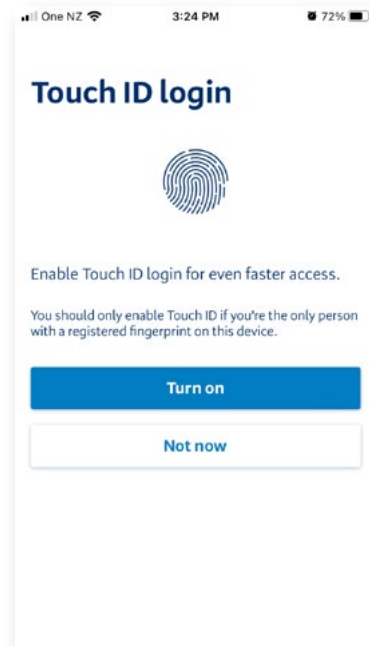 One NZ 3:24 PM 72%
Touch ID login
Enable Touch ID login for even faster access.
You should only enable Touch ID if you're the only person
with a registered fingerprint on this device.
Turn on
Not now